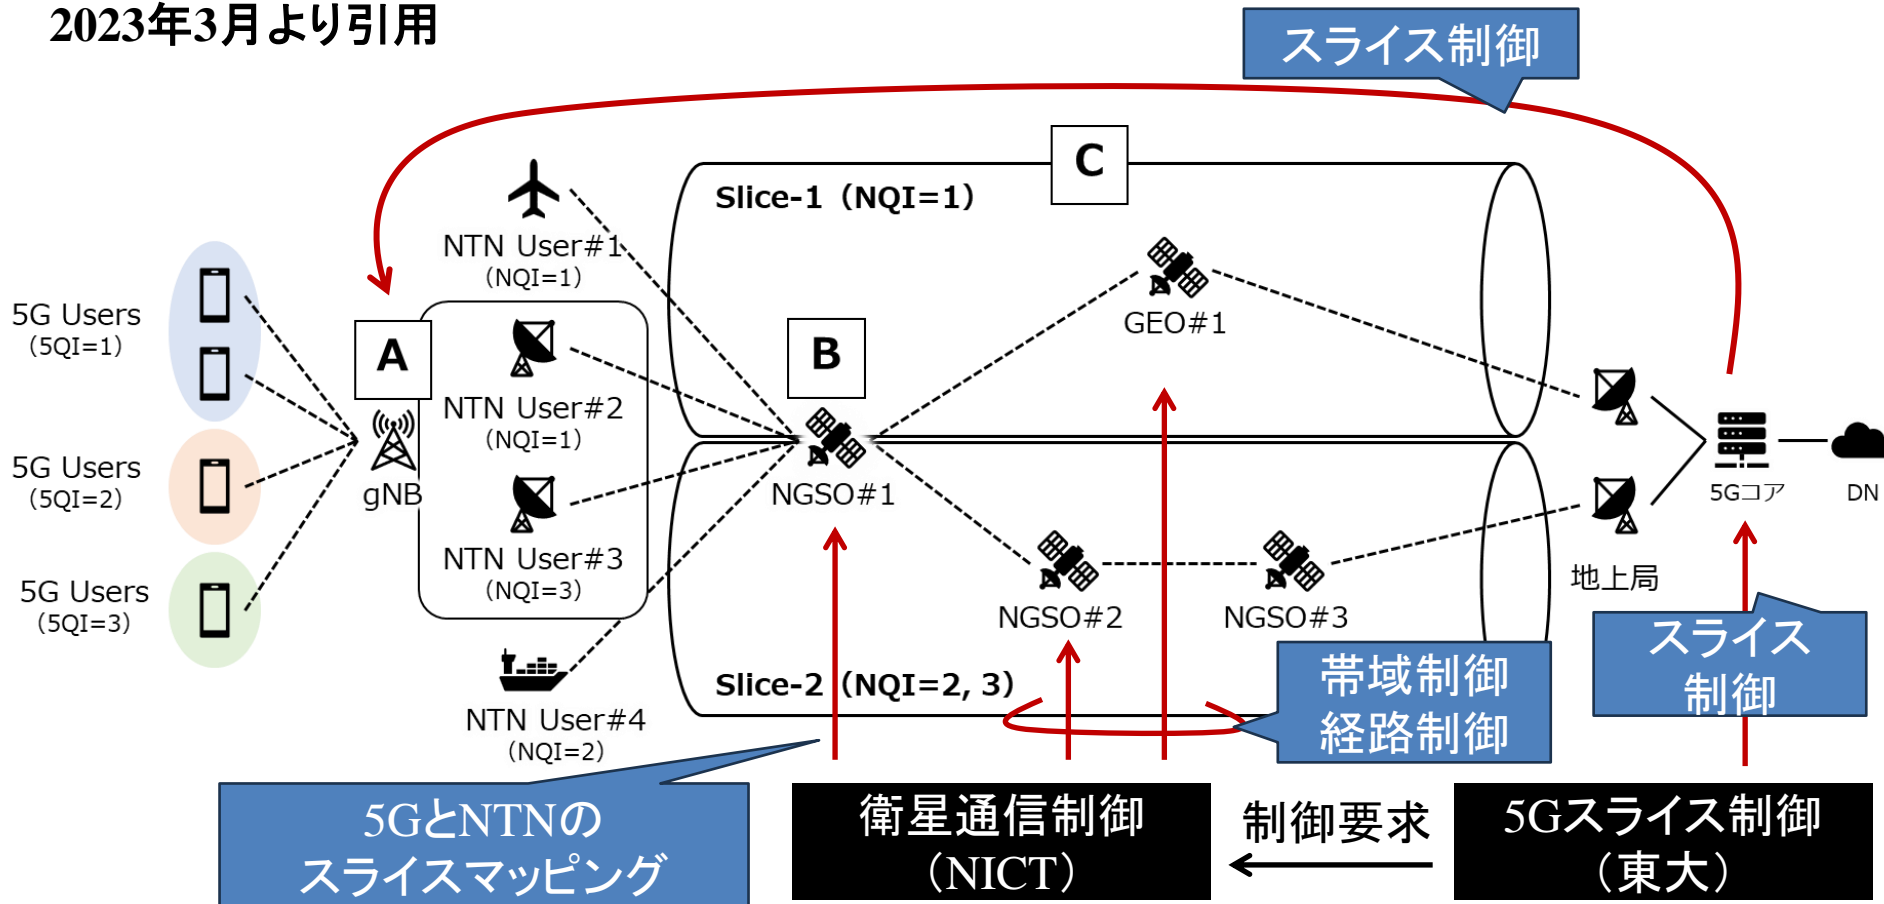 2023年3月より引用
スライス制御
C
Slice-1（NQI=1）
NTN User#1
（NQI=1）
GEO#1
5G Users
（5QI=1）
A
B
NTN User#2
（NQI=1）
5G Users
（5QI=2）
gNB
NGSO#1
5Gコア
DN
NTN User#3
（NQI=3）
地上局
5G Users
（5QI=3）
NGSO#2
NGSO#3
スライス
制御
Slice-2（NQI=2, 3）
帯域制御
経路制御
NTN User#4
（NQI=2）
5GとNTNの
スライスマッピング
衛星通信制御
（NICT）
制御要求
5Gスライス制御
（東大）